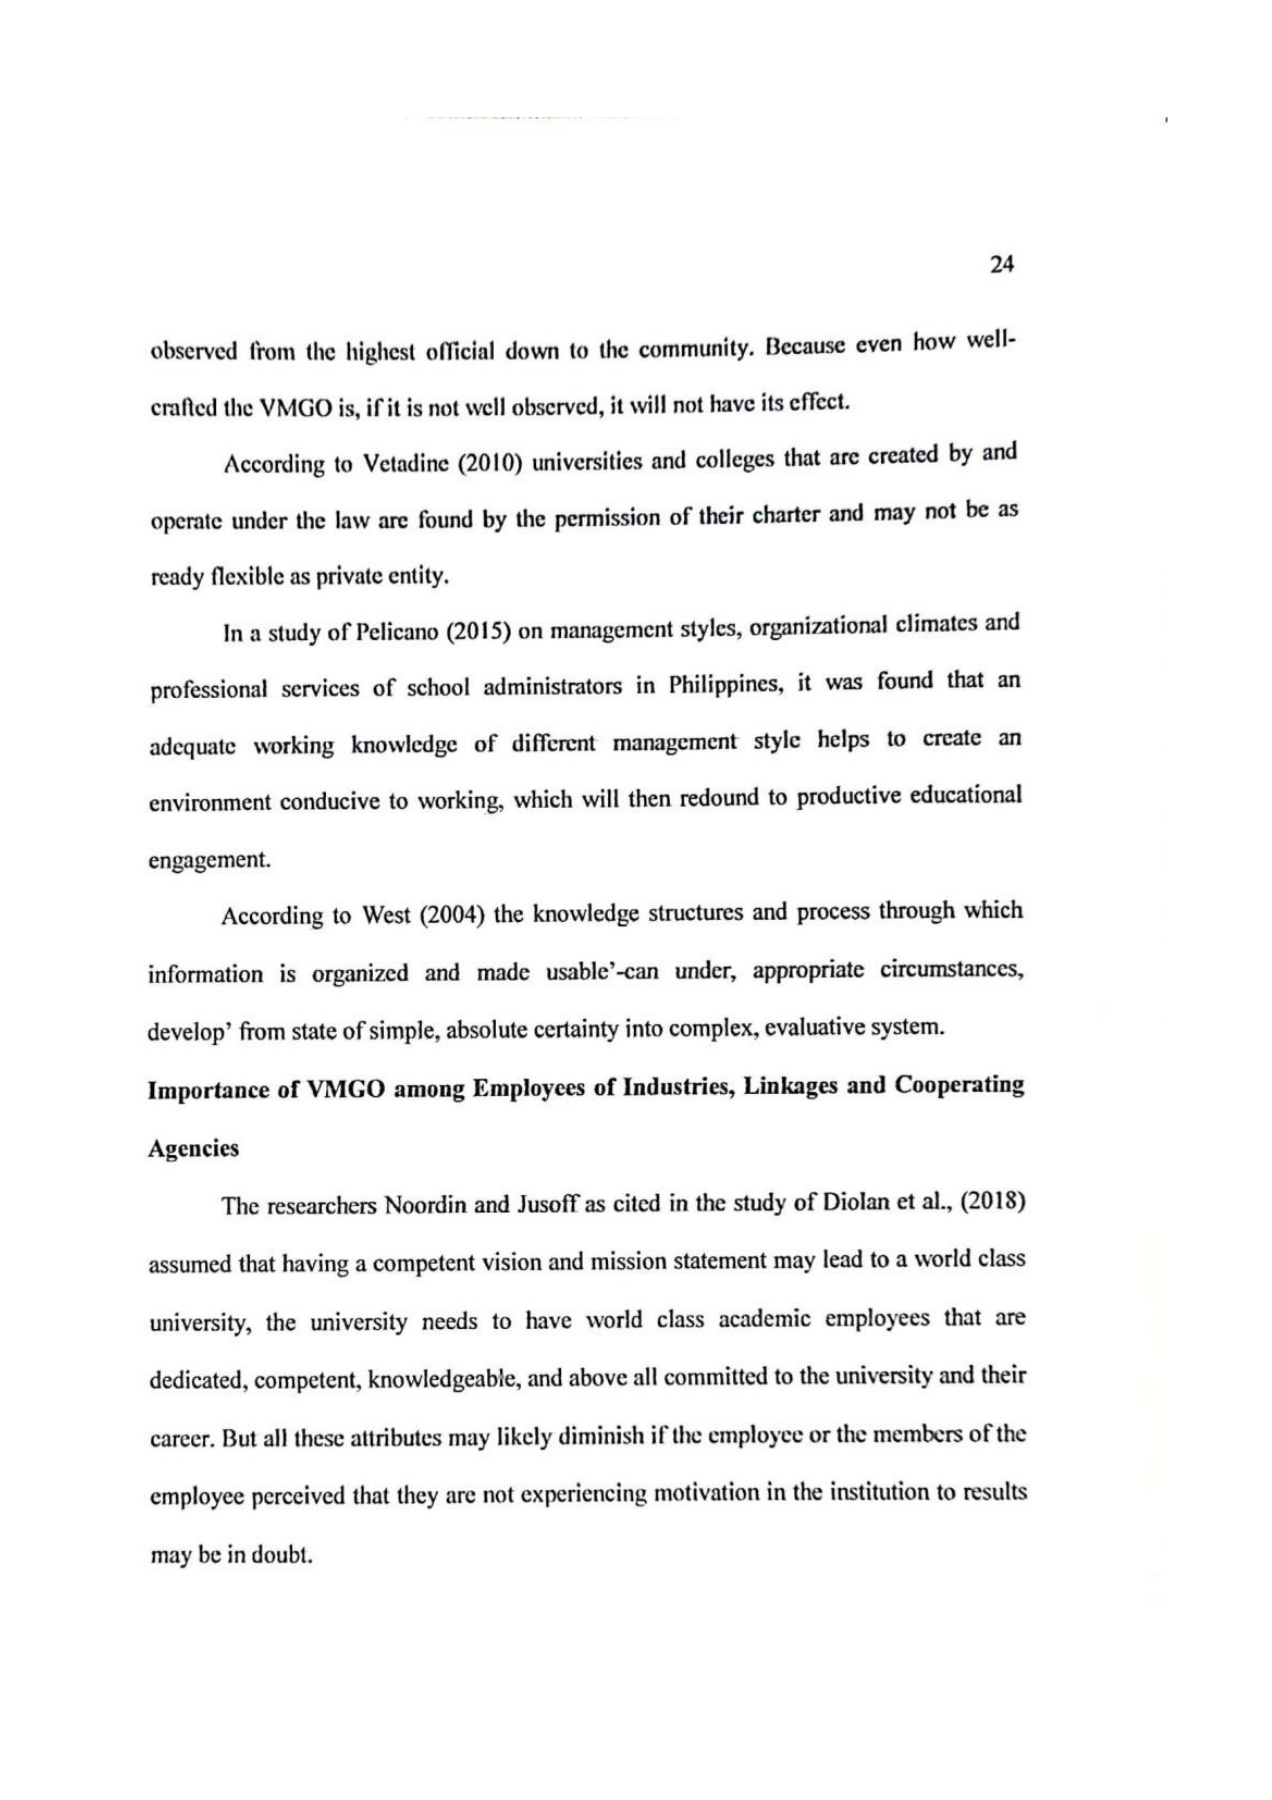 24
observed from the highest official down to the community. Because even how well-
crafted the VMGO is, if it is not well observed, it will not have its effect.
According to Vetadine (2010) universities and colleges that are created by and
operate under the law are found by the permission of their charter and may not be as
ready flexible as private entity.
In a study of Pelicano (2015) on management styles, organizational climates and
professional services of school administrators in Philippines, it was found that an
adequate working knowledge of different management style helps to create an
environment conducive to working, which will then redound to productive educational
engagement.
According to West (2004) the knowledge structures and process through which
information is organized and made usable’-can under, appropriate circumstances,
develop’ from state of simple, absolute certainty into complex, evaluative system.
Importance of VMGO among Employees of Industries, Linkages and Cooperating
Agencies
The researchers Noordin and Jusoff as cited in the study of Diolan et al., (2018)
assumed that having a competent vision and mission statement may lead to a world class
university, the university needs to have world class academic employees that are
dedicated, competent, knowledgeable, and above all committed to the university and their
career. But all these attributes may likely diminish if the employee or the members of the
employee perceived that they are not experiencing motivation in the institution to results
may be in doubt.